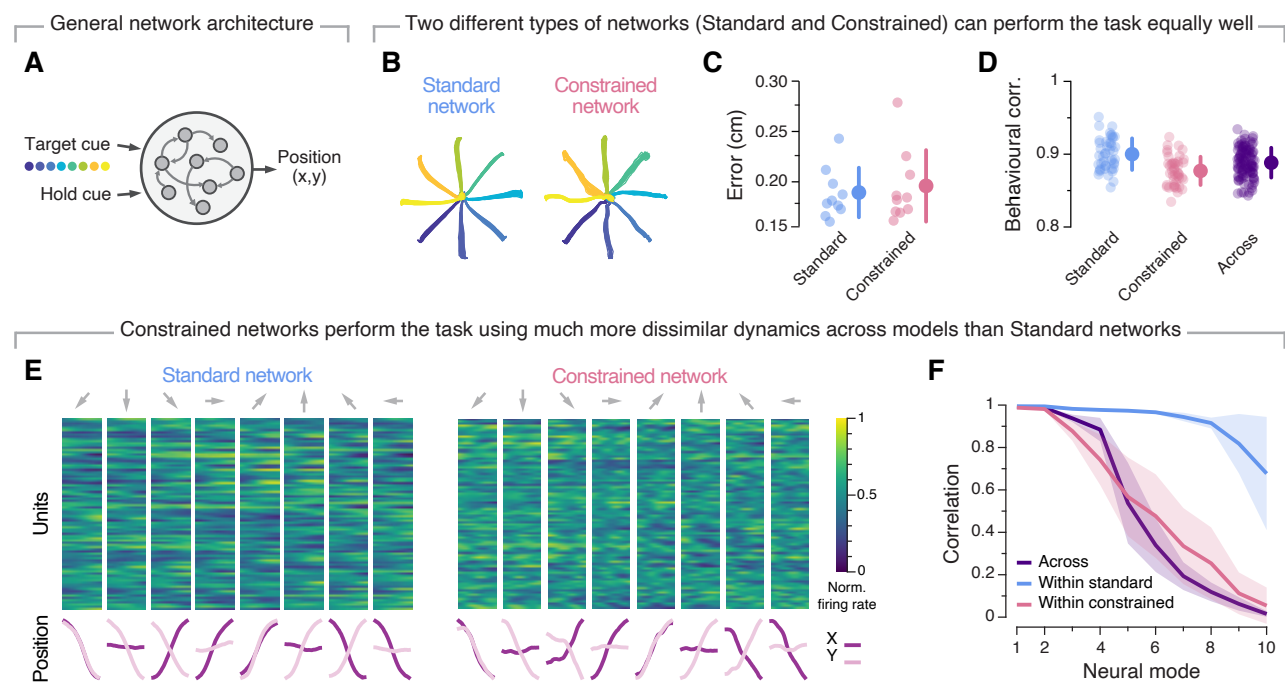 General network architecture
Two different types of networks (Standard and Constrained) can perform the task equally well
A
Target cue
Hold cue
Position
(x,y)
B
Standard
network
Constrained
network
C
Error (cm)
0.30
0.25
0.20
0.15
Standard
Constrained
D
Behavioural corr.
1
0.9
0.8
Standard
Constrained
Across
Constrained networks perform the task using much more dissimilar dynamics across models than Standard networks
E
Standard network
Constrained network
Units
Position
1
0.5
0
Norm.
firing rate
X
Y
F
Correlation
1
0.8
0.6
0.4
0.2
0
Across
Within standard
Within constrained
1 2 4 6 8 10
Neural mode